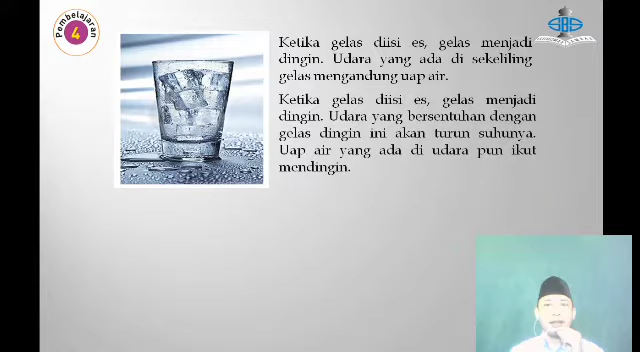 Pembelajaran
4
Ketika gelas diisi es, gelas menjadi
dingin. Udara yang ada di sekeliling
gelas mengandung uap air.
Ketika gelas diisi es, gelas menjadi
dingin. Udara yang bersentuhan dengan
gelas dingin ini akan turun suhunya.
Uap air yang ada di udara pun ikut
mendingin.
SBS